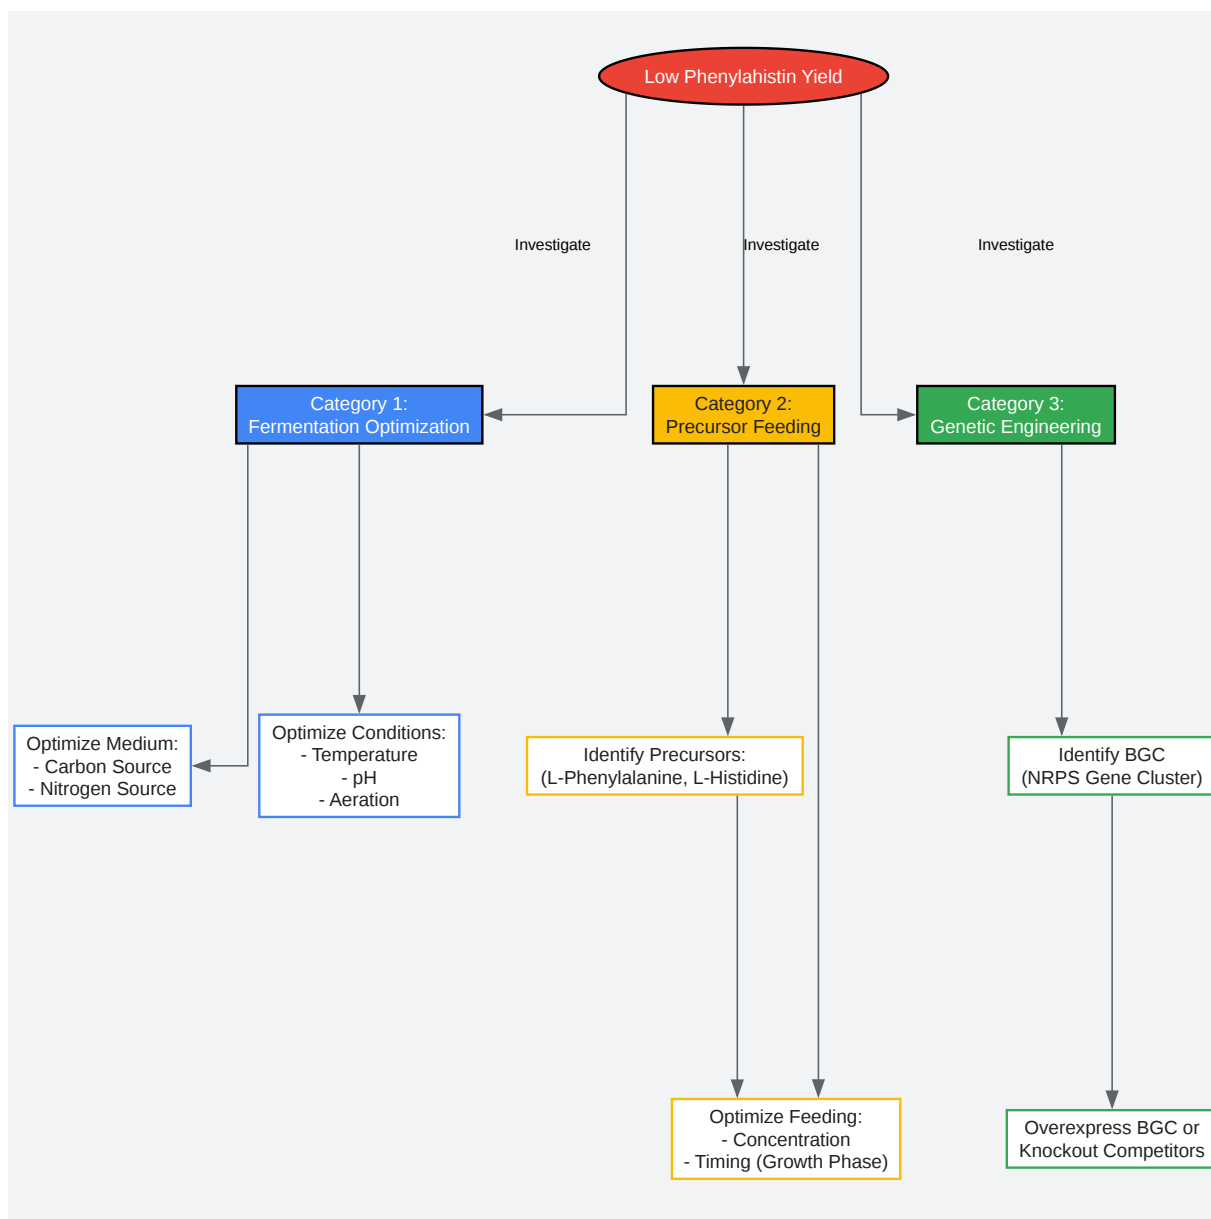 Low Phenylahistin Yield
Investigate
Investigate
Investigate
Category 1:
Fermentation Optimization
Category 2:
Precursor Feeding
Category 3:
Genetic Engineering
Optimize Medium:
- Carbon Source
- Nitrogen Source
Optimize Conditions:
- Temperature
- pH
- Aeration
Identify Precursors:
(L-Phenylalanine, L-Histidine)
Identify BGC
(NRPS Gene Cluster)
Optimize Feeding:
- Concentration
- Timing (Growth Phase)
Overexpress BGC or
Knockout Competitors